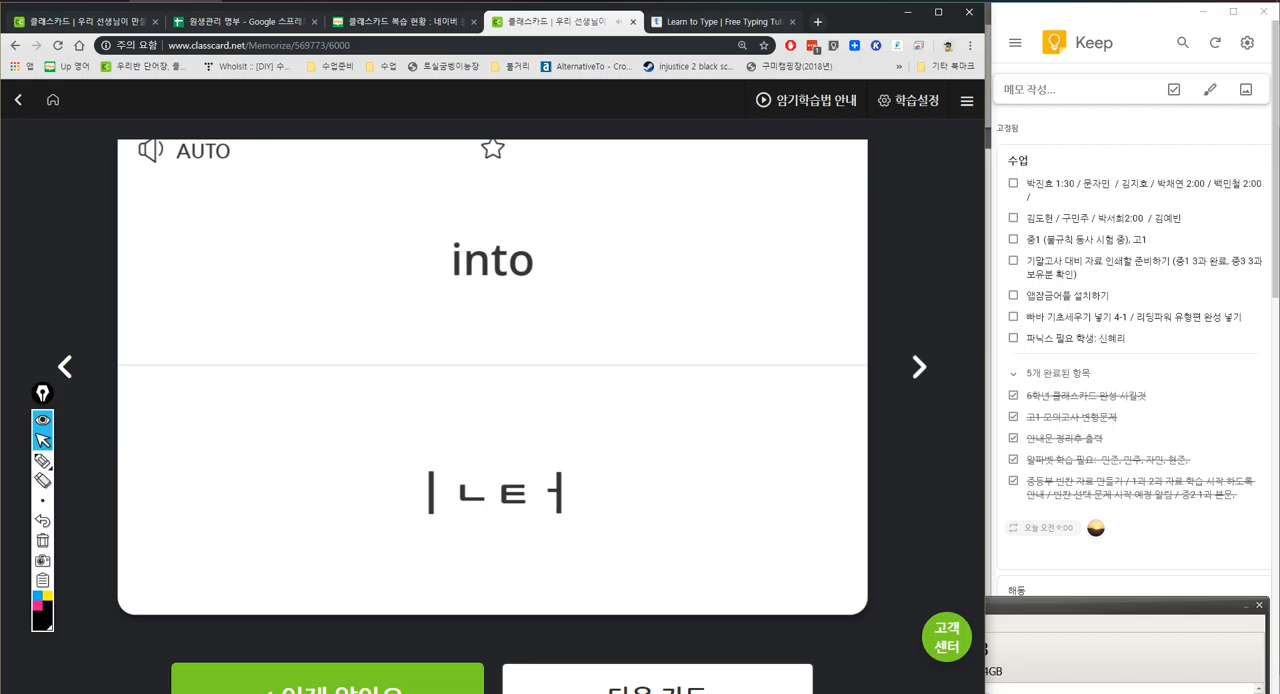 클래스카드 | 우리 선생님이 만들
원생관리 명부 - Google 스프레
클래스카드 복습 현황 : 네이버
클래스카드 | 우리 선생님이
Learn to Type | Free Typing Tut
주의 요함 | www.classcard.net/Memorize/569773/6000
앱
Up 영어
우리반 단어장, 클...
WhoisIt :: [DIY] 수...
수업준비
수업
토실굼벵이농장
볼거리
AlternativeTo - Cro...
injustice 2 black sc...
구미캠핑장(2018년)
»
기타 북마크
암기학습법 안내
학습설정
AUTO
into
ㅣㄴㅌㅓ
고객
센터
다음 카드
Keep
메모 작성...
고정됨
수업
박진효 1:30 / 문자민 / 김지호 / 박채연 2:00 / 백민철 2:00
/
김도현 / 구민주 / 박서희2:00 / 김예빈
중1 (불규칙 동사 시험 중), 고1
기말고사 대비 자료 인쇄할 준비하기 (중1 3과 완료, 중3 3과
보유분 확인)
앱잠금어플 설치하기
빠바 기초세우기 넣기 4-1 / 리딩파워 유형편 완성 넣기
파닉스 필요 학생: 신혜리
5개 완료된 항목
6학년 클래스카드 완성 시킬것
고1 모의고사 변형문제
안내문 정리후 출력
알파벳 학습 필요: 민준, 민주, 자민, 현준,
중등부 빈칸 자료 만들기 / 1과 2과 자료 학습 시작 하도록
안내 / 빈칸 선택 문제 시작 예정 알림 / 중2 1과 본문,
오늘 오전 9:00
해동
4GB